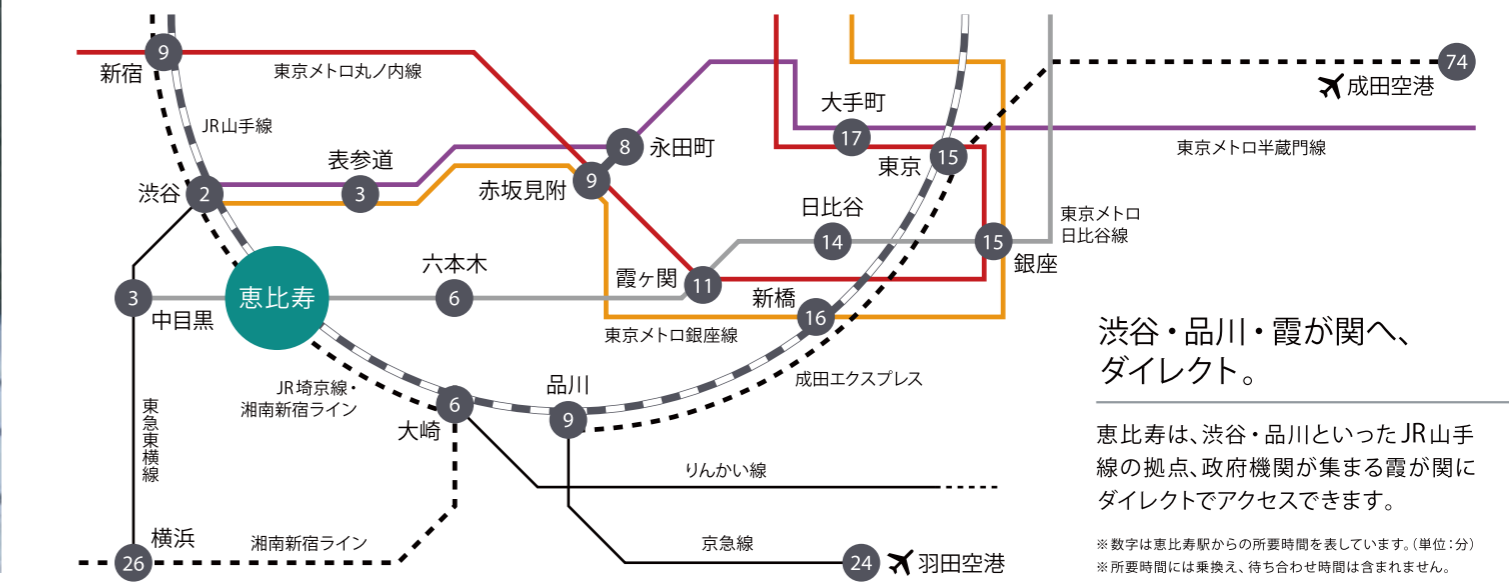 9
新宿
東京メトロ丸ノ内線
74
成田空港
JR山手線
大手町
17
8
永田町
東京メトロ半蔵門線
表参道
東京
15
渋谷
2
3
赤坂見附
9
日比谷
14
15
銀座
東京メトロ
日比谷線
六本木
6
霞ヶ関
11
新橋
16
3
中目黒
恵比寿
東京メトロ銀座線
渋谷・品川・霞が関へ、
ダイレクト。
JR埼京線・
湘南新宿ライン
成田エクスプレス
6
大崎
品川
9
東急東横線
恵比寿は、渋谷・品川といったJR山手
線の拠点、政府機関が集まる霞が関に
ダイレクトでアクセスできます。
りんかい線
横浜
26
湘南新宿ライン
京急線
24
羽田空港
※数字は恵比寿駅からの所要時間を表しています。(単位:分)
※所要時間には乗換え、待ち合わせ時間は含まれません。